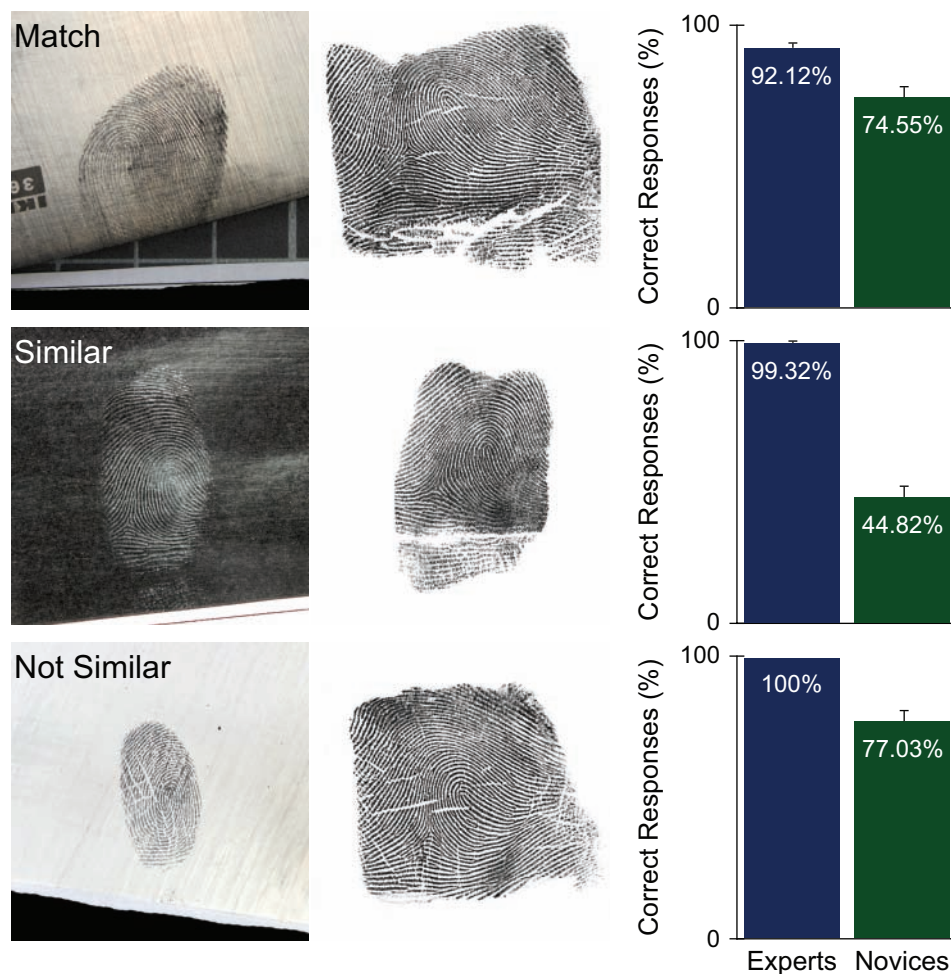 Match
Correct Responses (%)
100
92.12%
74.55%
0
Similar
Correct Responses (%)
100
99.32%
44.82%
0
Not Similar
Correct Responses (%)
100
100%
77.03%
0
Experts Novices